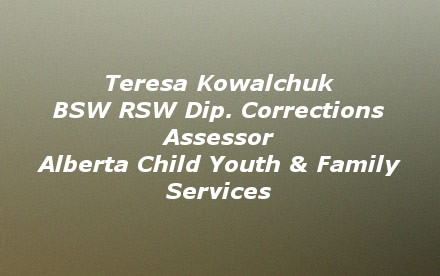 Teresa Kowalchuk
BSW RSW Dip. Corrections
Assessor
Alberta Child Youth & Family
Services